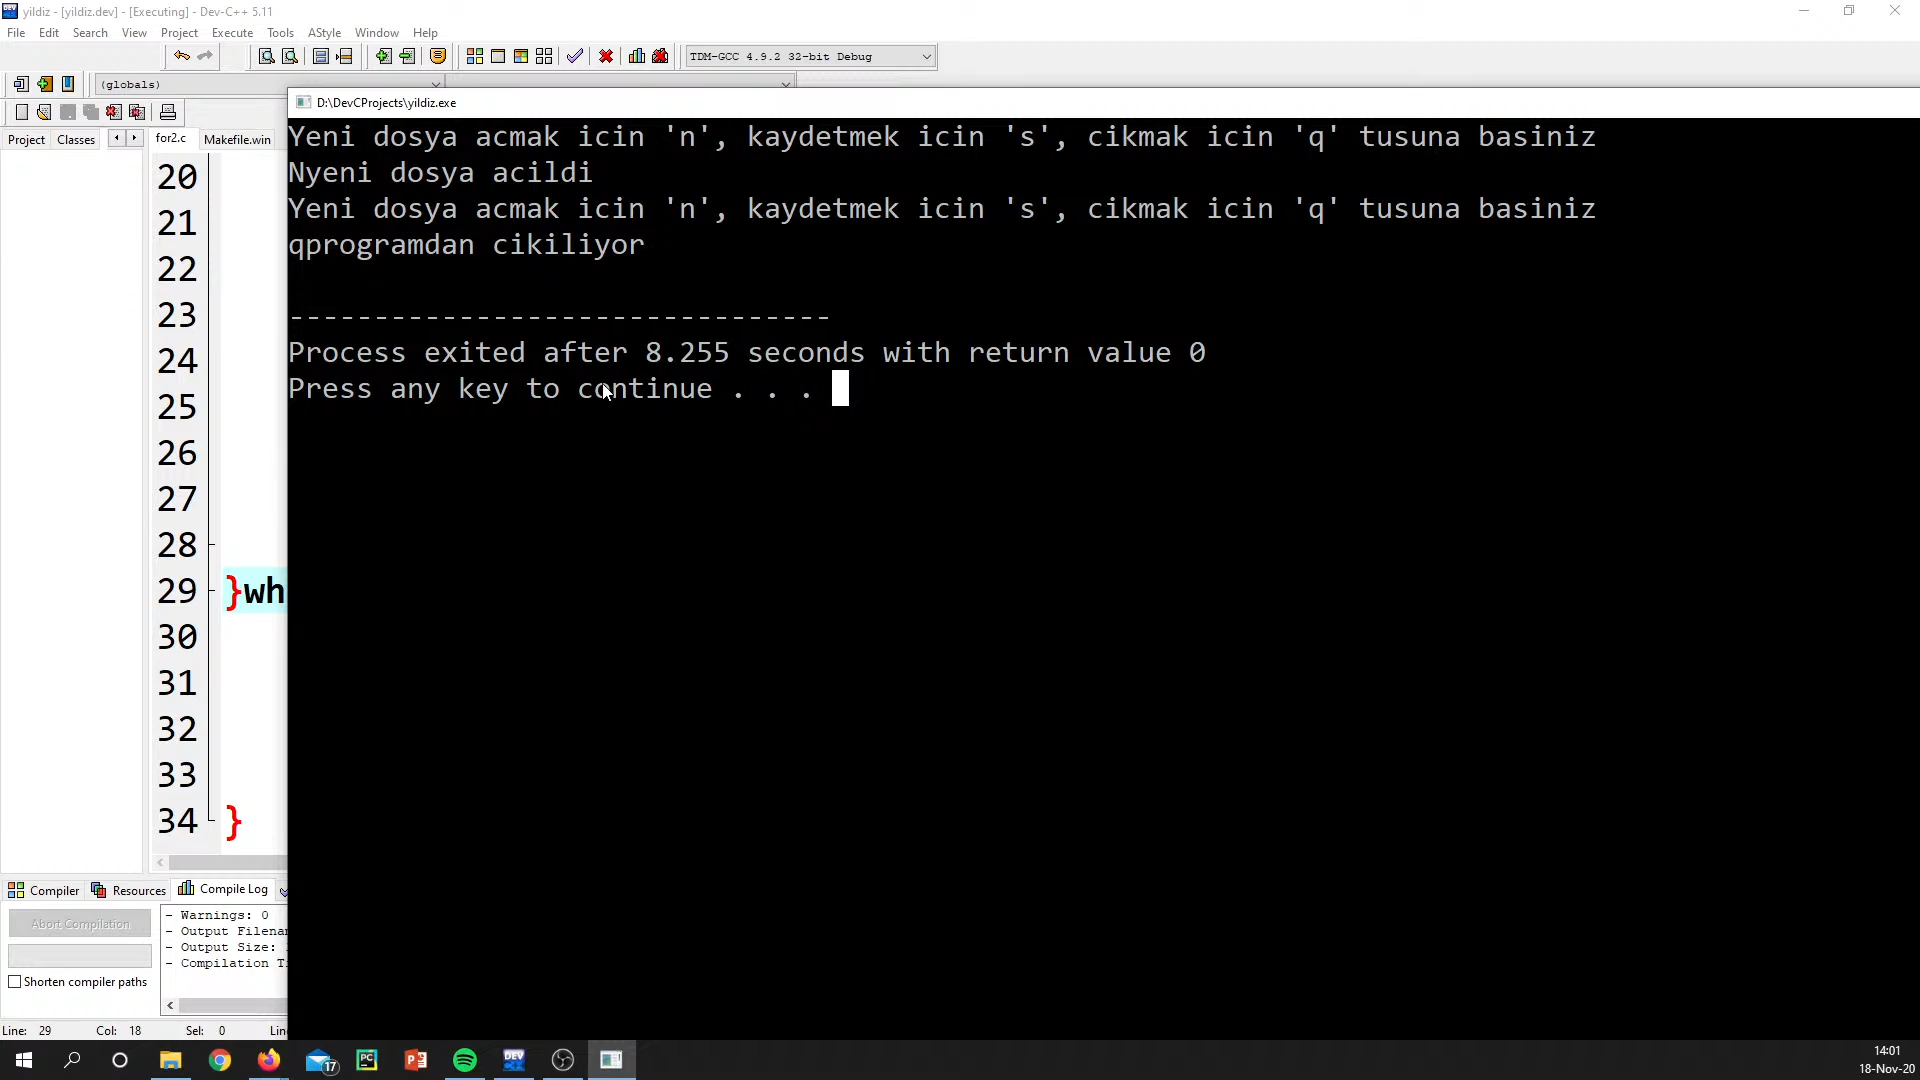 yildiz - [yildiz.dev] - [Executing] - Dev-C++ 5.11
File Edit Search View Project Execute Tools AStyle Window Help
TDM-GCC 4.9.2 32-bit Debug
(globals)
D:\DevCProjects\yildiz.exe
Project Classes for2.c Makefile.win
Yeni dosya acmak icin 'n', kaydetmek icin 's', cikmak icin 'q' tusuna basiniz
Nyeni dosya acildi
Yeni dosya acmak icin 'n', kaydetmek icin 's', cikmak icin 'q' tusuna basiniz
qprogramdan cikiliyor
--------------------------------
Process exited after 8.255 seconds with return value 0
Press any key to continue . . .
20
21
22
23
24
25
26
27
28
29 }wh
30
31
32
33
34 }
Compiler Resources Compile Log
Abort Compilation
Shorten compiler paths
- Warnings: 0
- Output Filenam
- Output Size:
- Compilation T
Line: 29 Col: 18 Sel: 0 Lin
17
PC
DEV
14:01
18-Nov-20